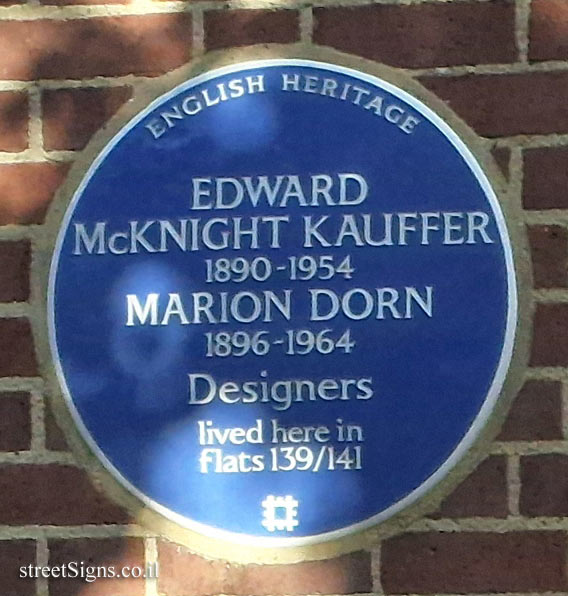 ENGLISH HERITAGE
EDWARD
McKNIGHT KAUFFER
1890-1954
MARION DORN
1896-1964
Designers
lived here in
flats 139/141
streetSigns.co.il